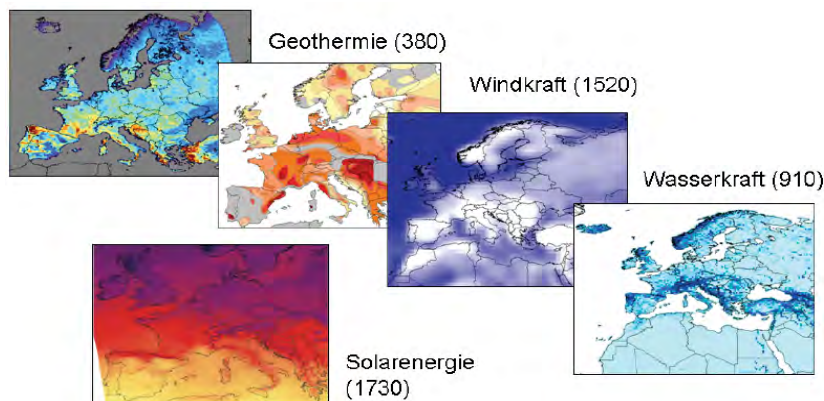 Geothermie (380)
Windkraft (1520)
Wasserkraft (910)
Solarenergie
(1730)